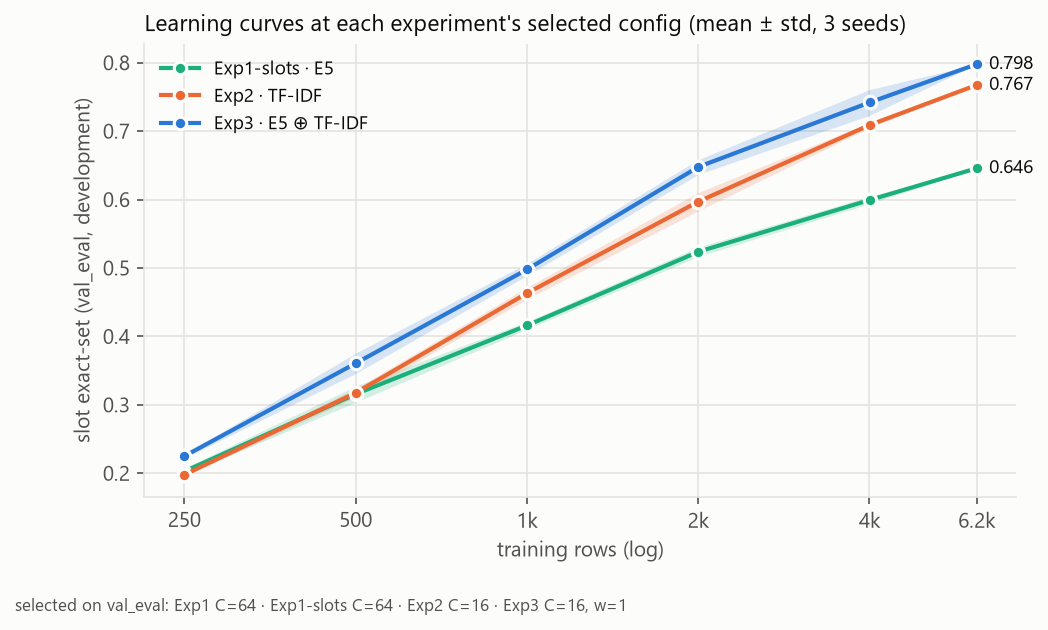 Learning curves at each experiment's selected config (mean ± std, 3 seeds)
Exp1-slots · E5
Exp2 · TF-IDF
Exp3 · E5 ⊕ TF-IDF
0.798
0.767
0.646
slot exact-set (val_eval, development)
0.8
0.7
0.6
0.5
0.4
0.3
0.2
250 500 1k 2k 4k 6.2k
training rows (log)
selected on val_eval: Exp1 C=64 · Exp1-slots C=64 · Exp2 C=16 · Exp3 C=16, w=1